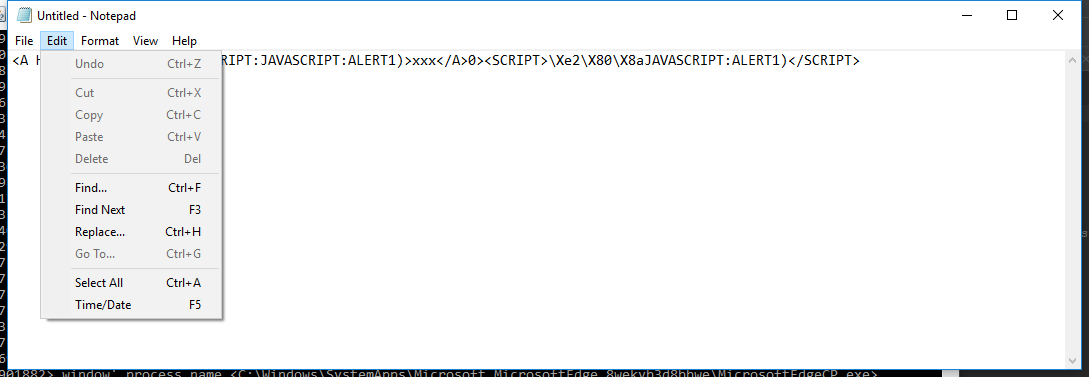 Untitled - Notepad
File Edit Format View Help
<A H RIPT:JAVASCRIPT:ALERT1)>xxx</A>0><SCRIPT>\Xe2\X80\X8aJAVASCRIPT:ALERT1)</SCRIPT>
Undo Ctrl+Z
Cut Ctrl+X
Copy Ctrl+C
Paste Ctrl+V
Delete Del
Find... Ctrl+F
Find Next F3
Replace... Ctrl+H
Go To... Ctrl+G
Select All Ctrl+A
Time/Date F5
901882> window' process name <C:\Windows\SystemApps\Microsoft.MicrosoftEdge_8wekyb3d8bbwe\MicrosoftEdgeCP.exe>